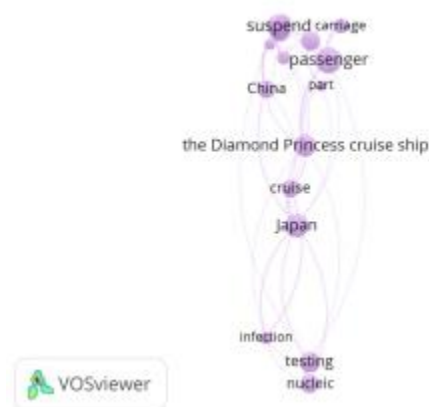 suspend carriage
passenger
China
part
the Diamond Princess cruise ship
cruise
Japan
infection
testing
nucleic
VOSviewer